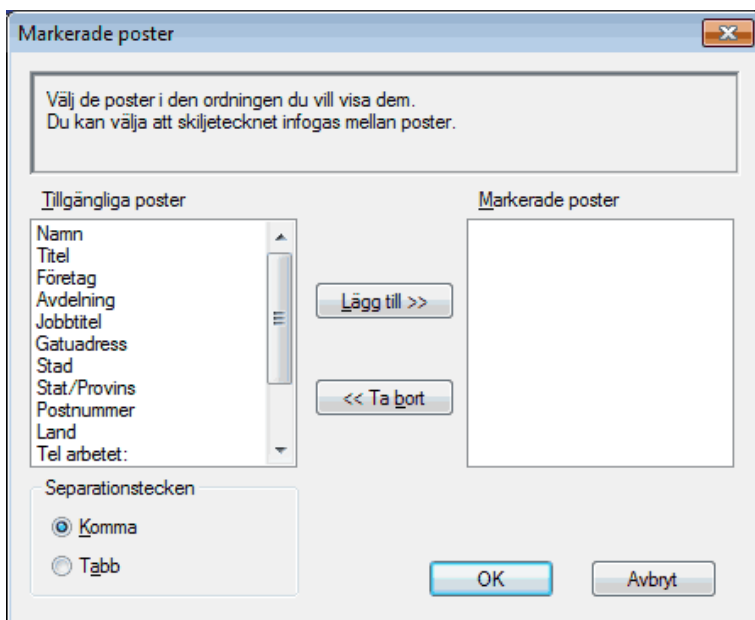 Markerade poster
Välj de poster i den ordningen du vill visa dem.
Du kan välja att skiljetecknet infogas mellan poster.
Tillgängliga poster
Markerade poster
Namn
Titel
Företag
Avdelning
Jobbtitel
Gatuadress
Stad
Stat/Provins
Postnummer
Land
Tel arbetet:
Lägg till >>
<< Ta bort
Separationstecken
Komma
Tabb
OK
Avbryt